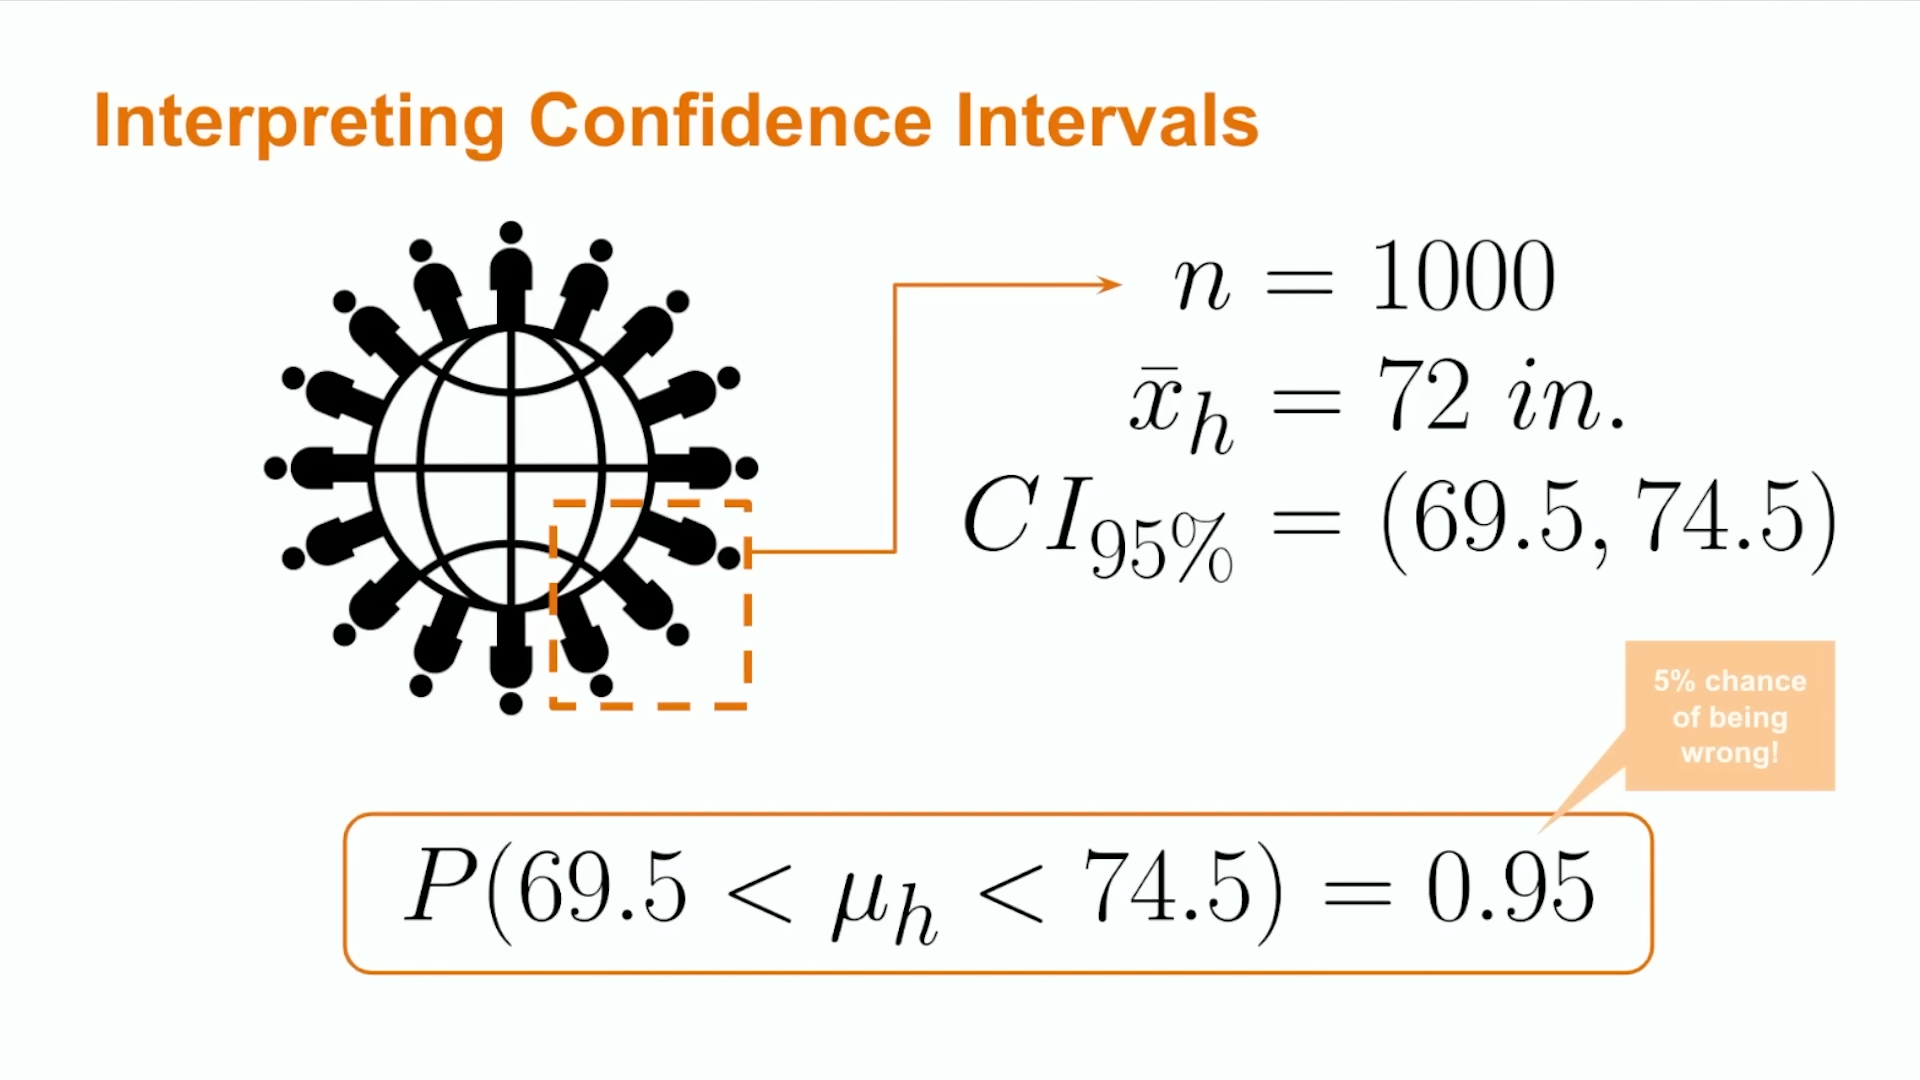 Interpreting Confidence Intervals
n = 1000
x̄_h = 72 in.
CI_95% = (69.5, 74.5)
5% chance
of being
wrong!
P(69.5 < μ_h < 74.5) = 0.95